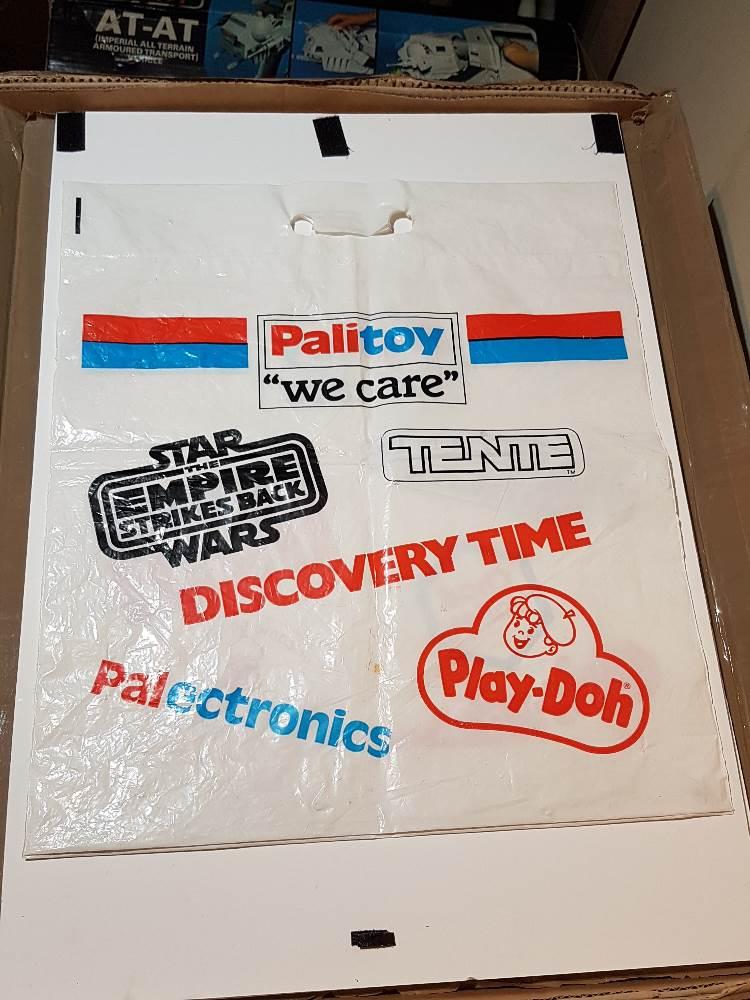 AT-AT
(IMPERIAL ALL TERRAIN
ARMOURED TRANSPORT)
Palitoy
“we care”
STAR
THE
EMPIRE
STRIKES BACK
WARS
TENTE
TM
DISCOVERY TIME
Play-Doh®
Palectronics